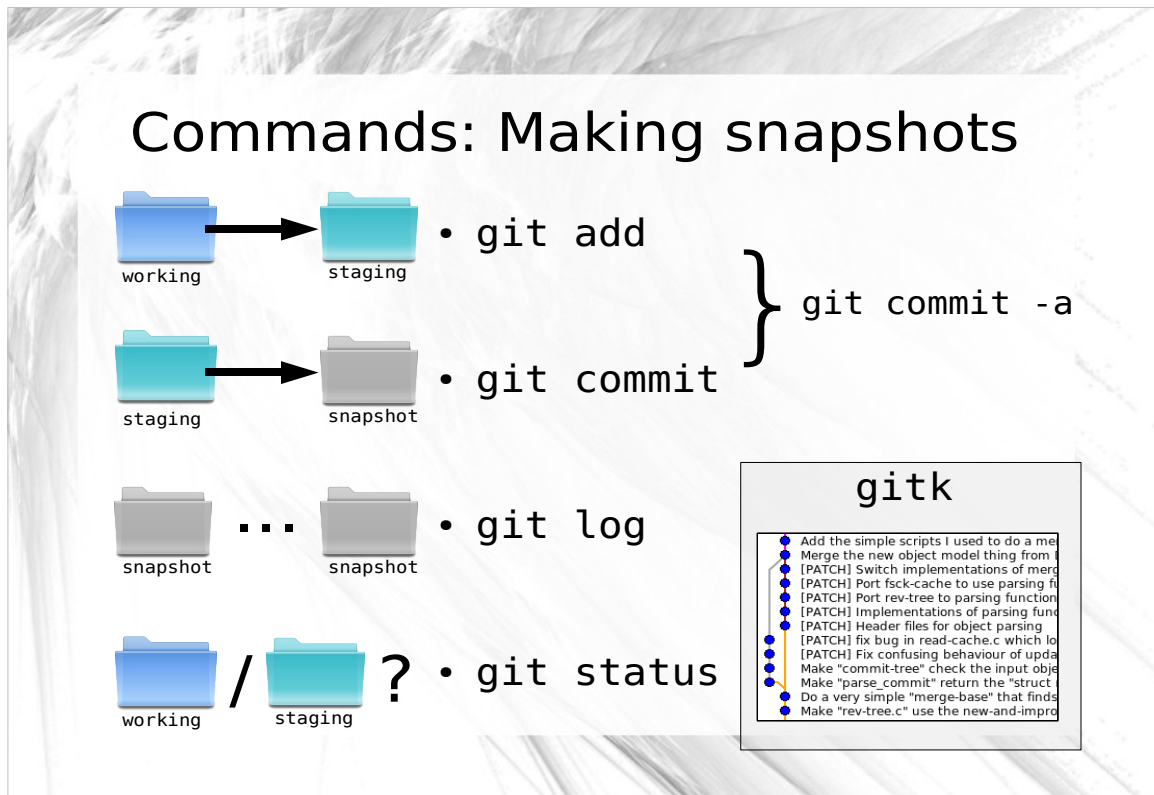 Commands: Making snapshots
working
staging
• git add
} git commit -a
staging
snapshot
• git commit
snapshot
...
snapshot
• git log
working
/
staging
?
• git status
gitk
Add the simple scripts I used to do a
Merge the new object model thing from
[PATCH] Switch implementations of
[PATCH] Port fsck-cache to use parsing
[PATCH] Port rev-tree to parsing function
[PATCH] Implementations of parsing
[PATCH] Header files for object parsing
[PATCH] fix bug in read-cache.c which
[PATCH] Fix confusing behaviour of
Make "commit-tree" check the input
Make "parse_commit" return the "struct
Do a very simple "merge-base" that finds
Make "rev-tree.c" use the